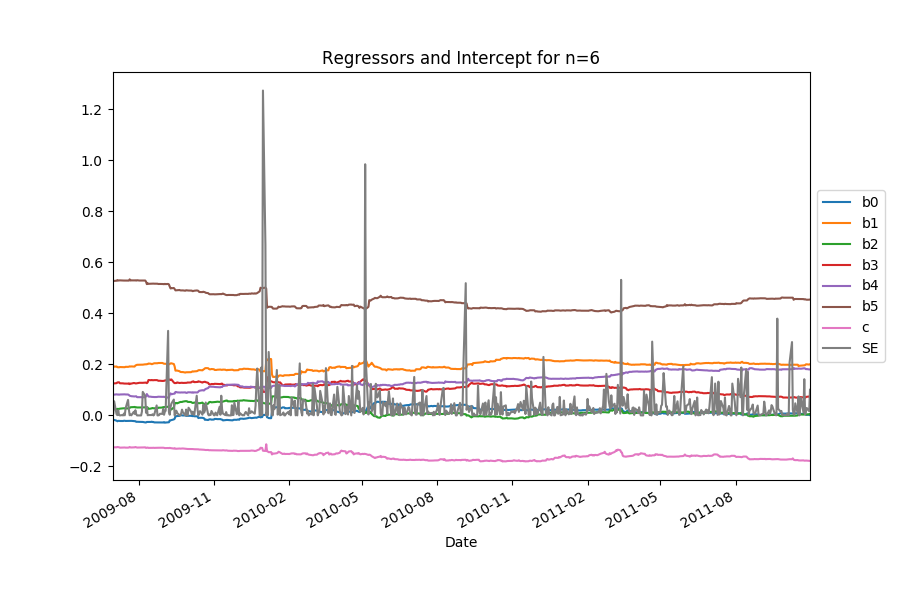 Regressors and Intercept for n=6
1.2
1.0
0.8
0.6
0.4
0.2
0.0
−0.2
2009-08
2009-11
2010-02
2010-05
2010-08
2010-11
2011-02
2011-05
2011-08
Date
b0
b1
b2
b3
b4
b5
c
SE